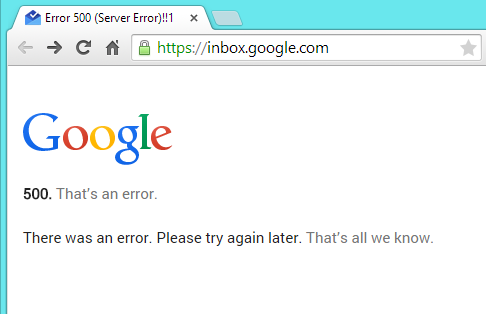 Error 500 (Server Error)!!1
https://inbox.google.com
Google
500. That's an error.
There was an error. Please try again later. That's all we know.